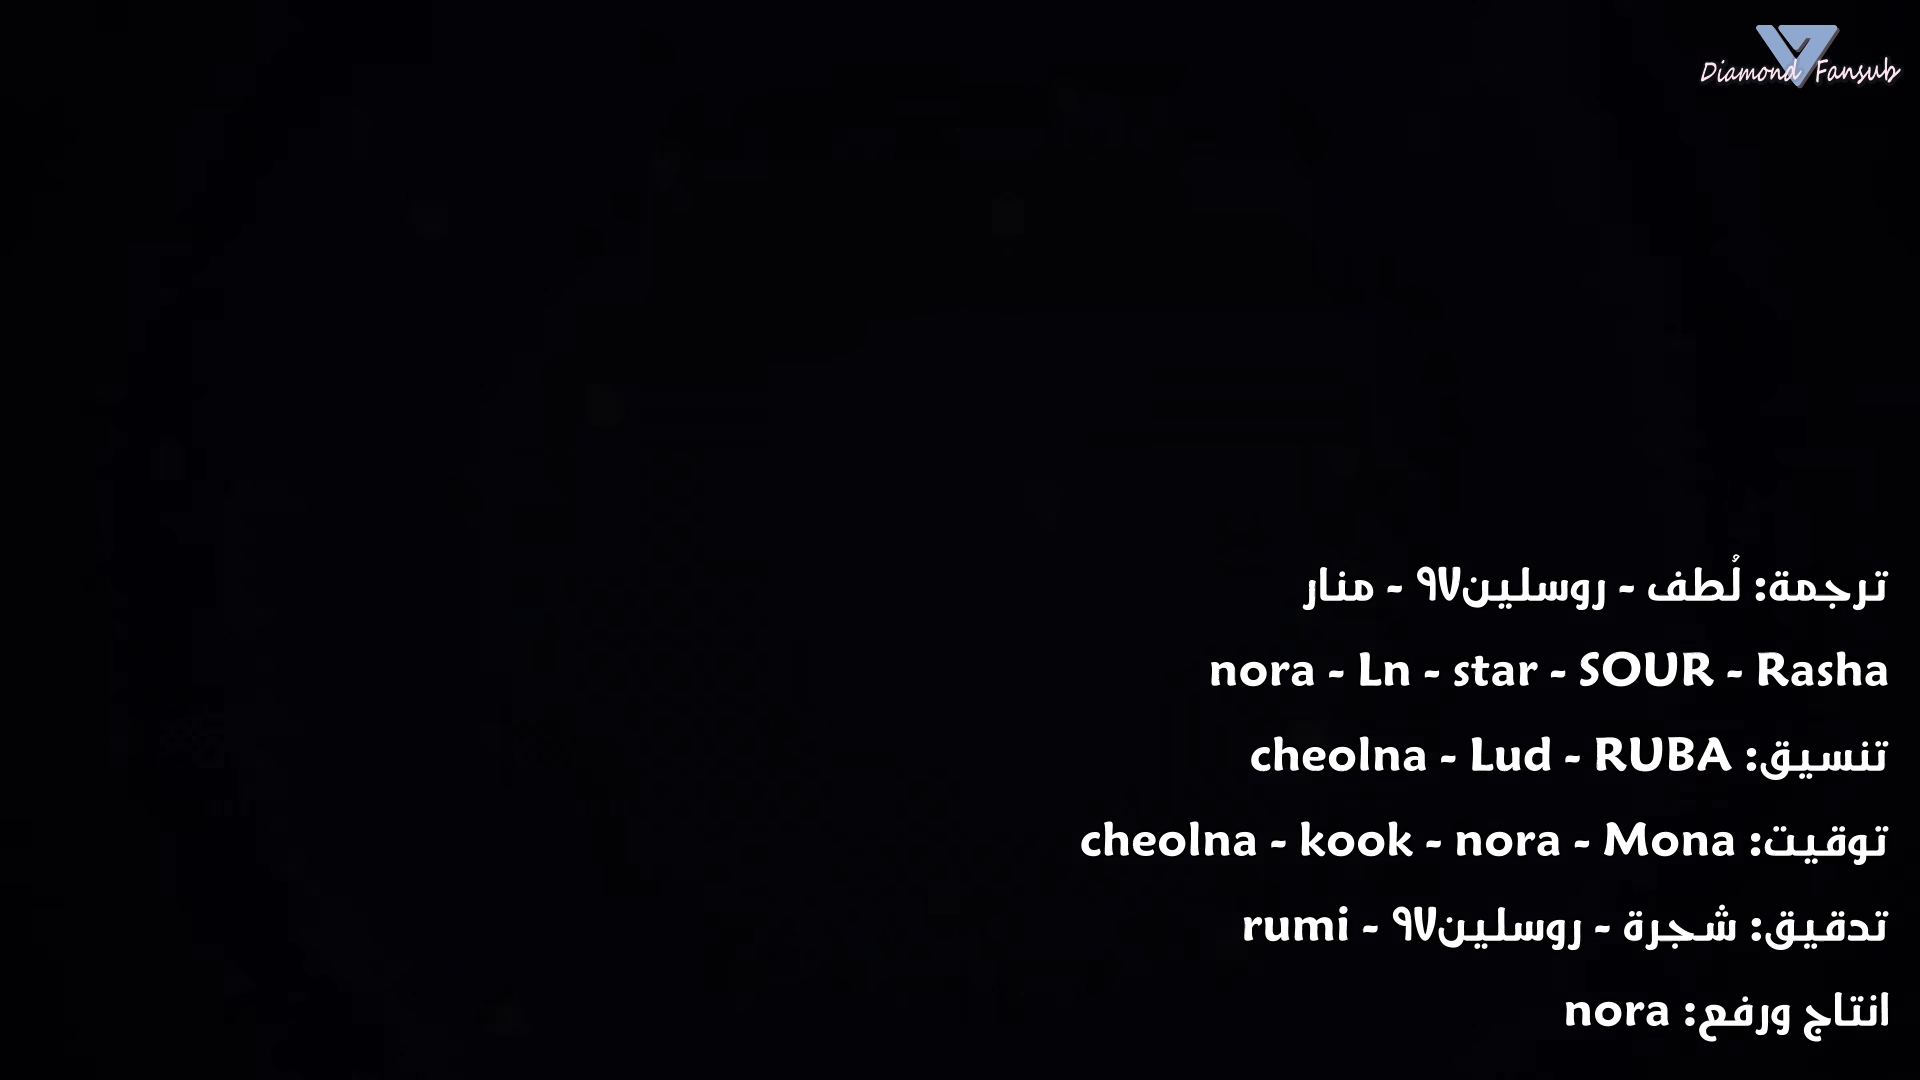 Diamond Fansub
ترجمة: لُطف - روسلين٩٧ - منار
nora - Ln - star - SOUR - Rasha
تنسيق: cheolna - Lud - RUBA
توقيت: cheolna - kook - nora - Mona
تدقيق: شجرة - روسلين٩٧ - rumi
انتاج ورفع: nora